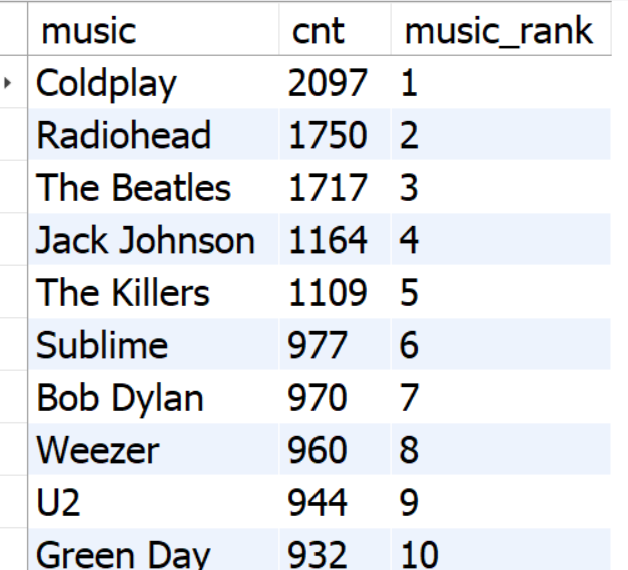 music cnt music_rank
Coldplay 2097 1
Radiohead 1750 2
The Beatles 1717 3
Jack Johnson 1164 4
The Killers 1109 5
Sublime 977 6
Bob Dylan 970 7
Weezer 960 8
U2 944 9
Green Day 932 10